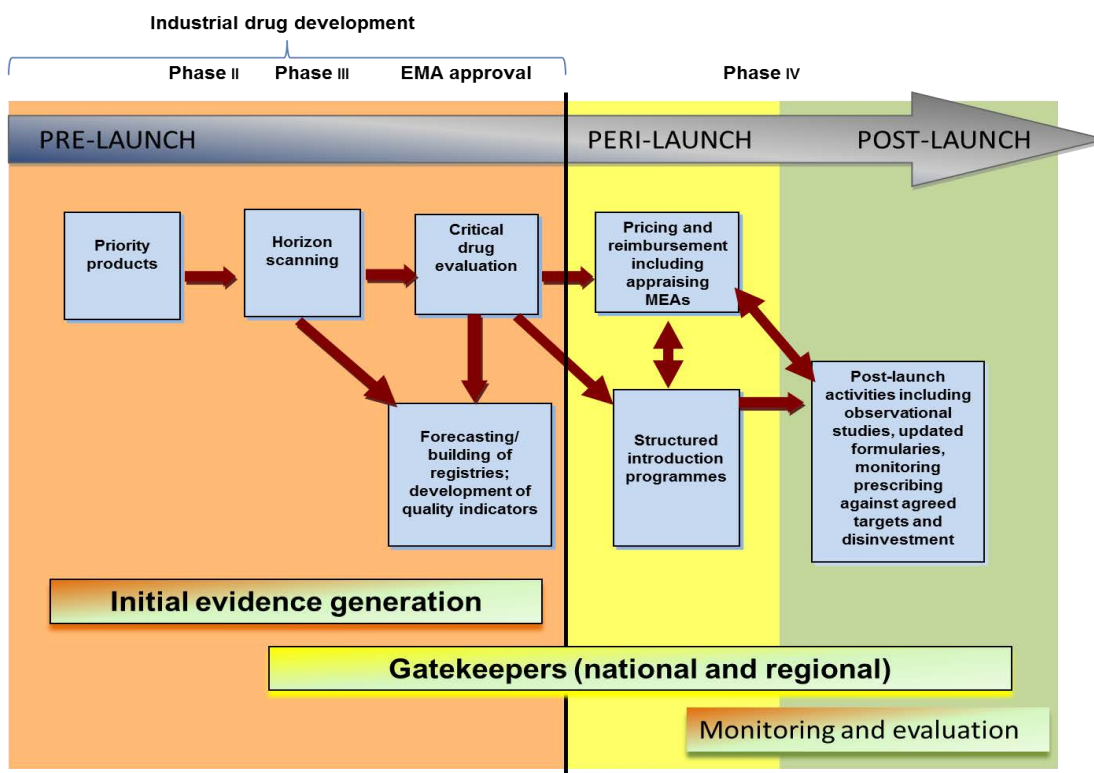 Industrial drug development
Phase II
Phase III
EMA approval
Phase IV
PRE-LAUNCH
PERI-LAUNCH
POST-LAUNCH
Priority
products
Horizon
scanning
Critical
drug
evaluation
Pricing and
reimbursement
including
appraising
MEAs
Forecasting/
building of
registries;
development of
quality indicators
Structured
introduction
programmes
Post-launch
activities including
observational
studies, updated
formularies,
monitoring
prescribing
against agreed
targets and
disinvestment
Initial evidence generation
Gatekeepers (national and regional)
Monitoring and evaluation